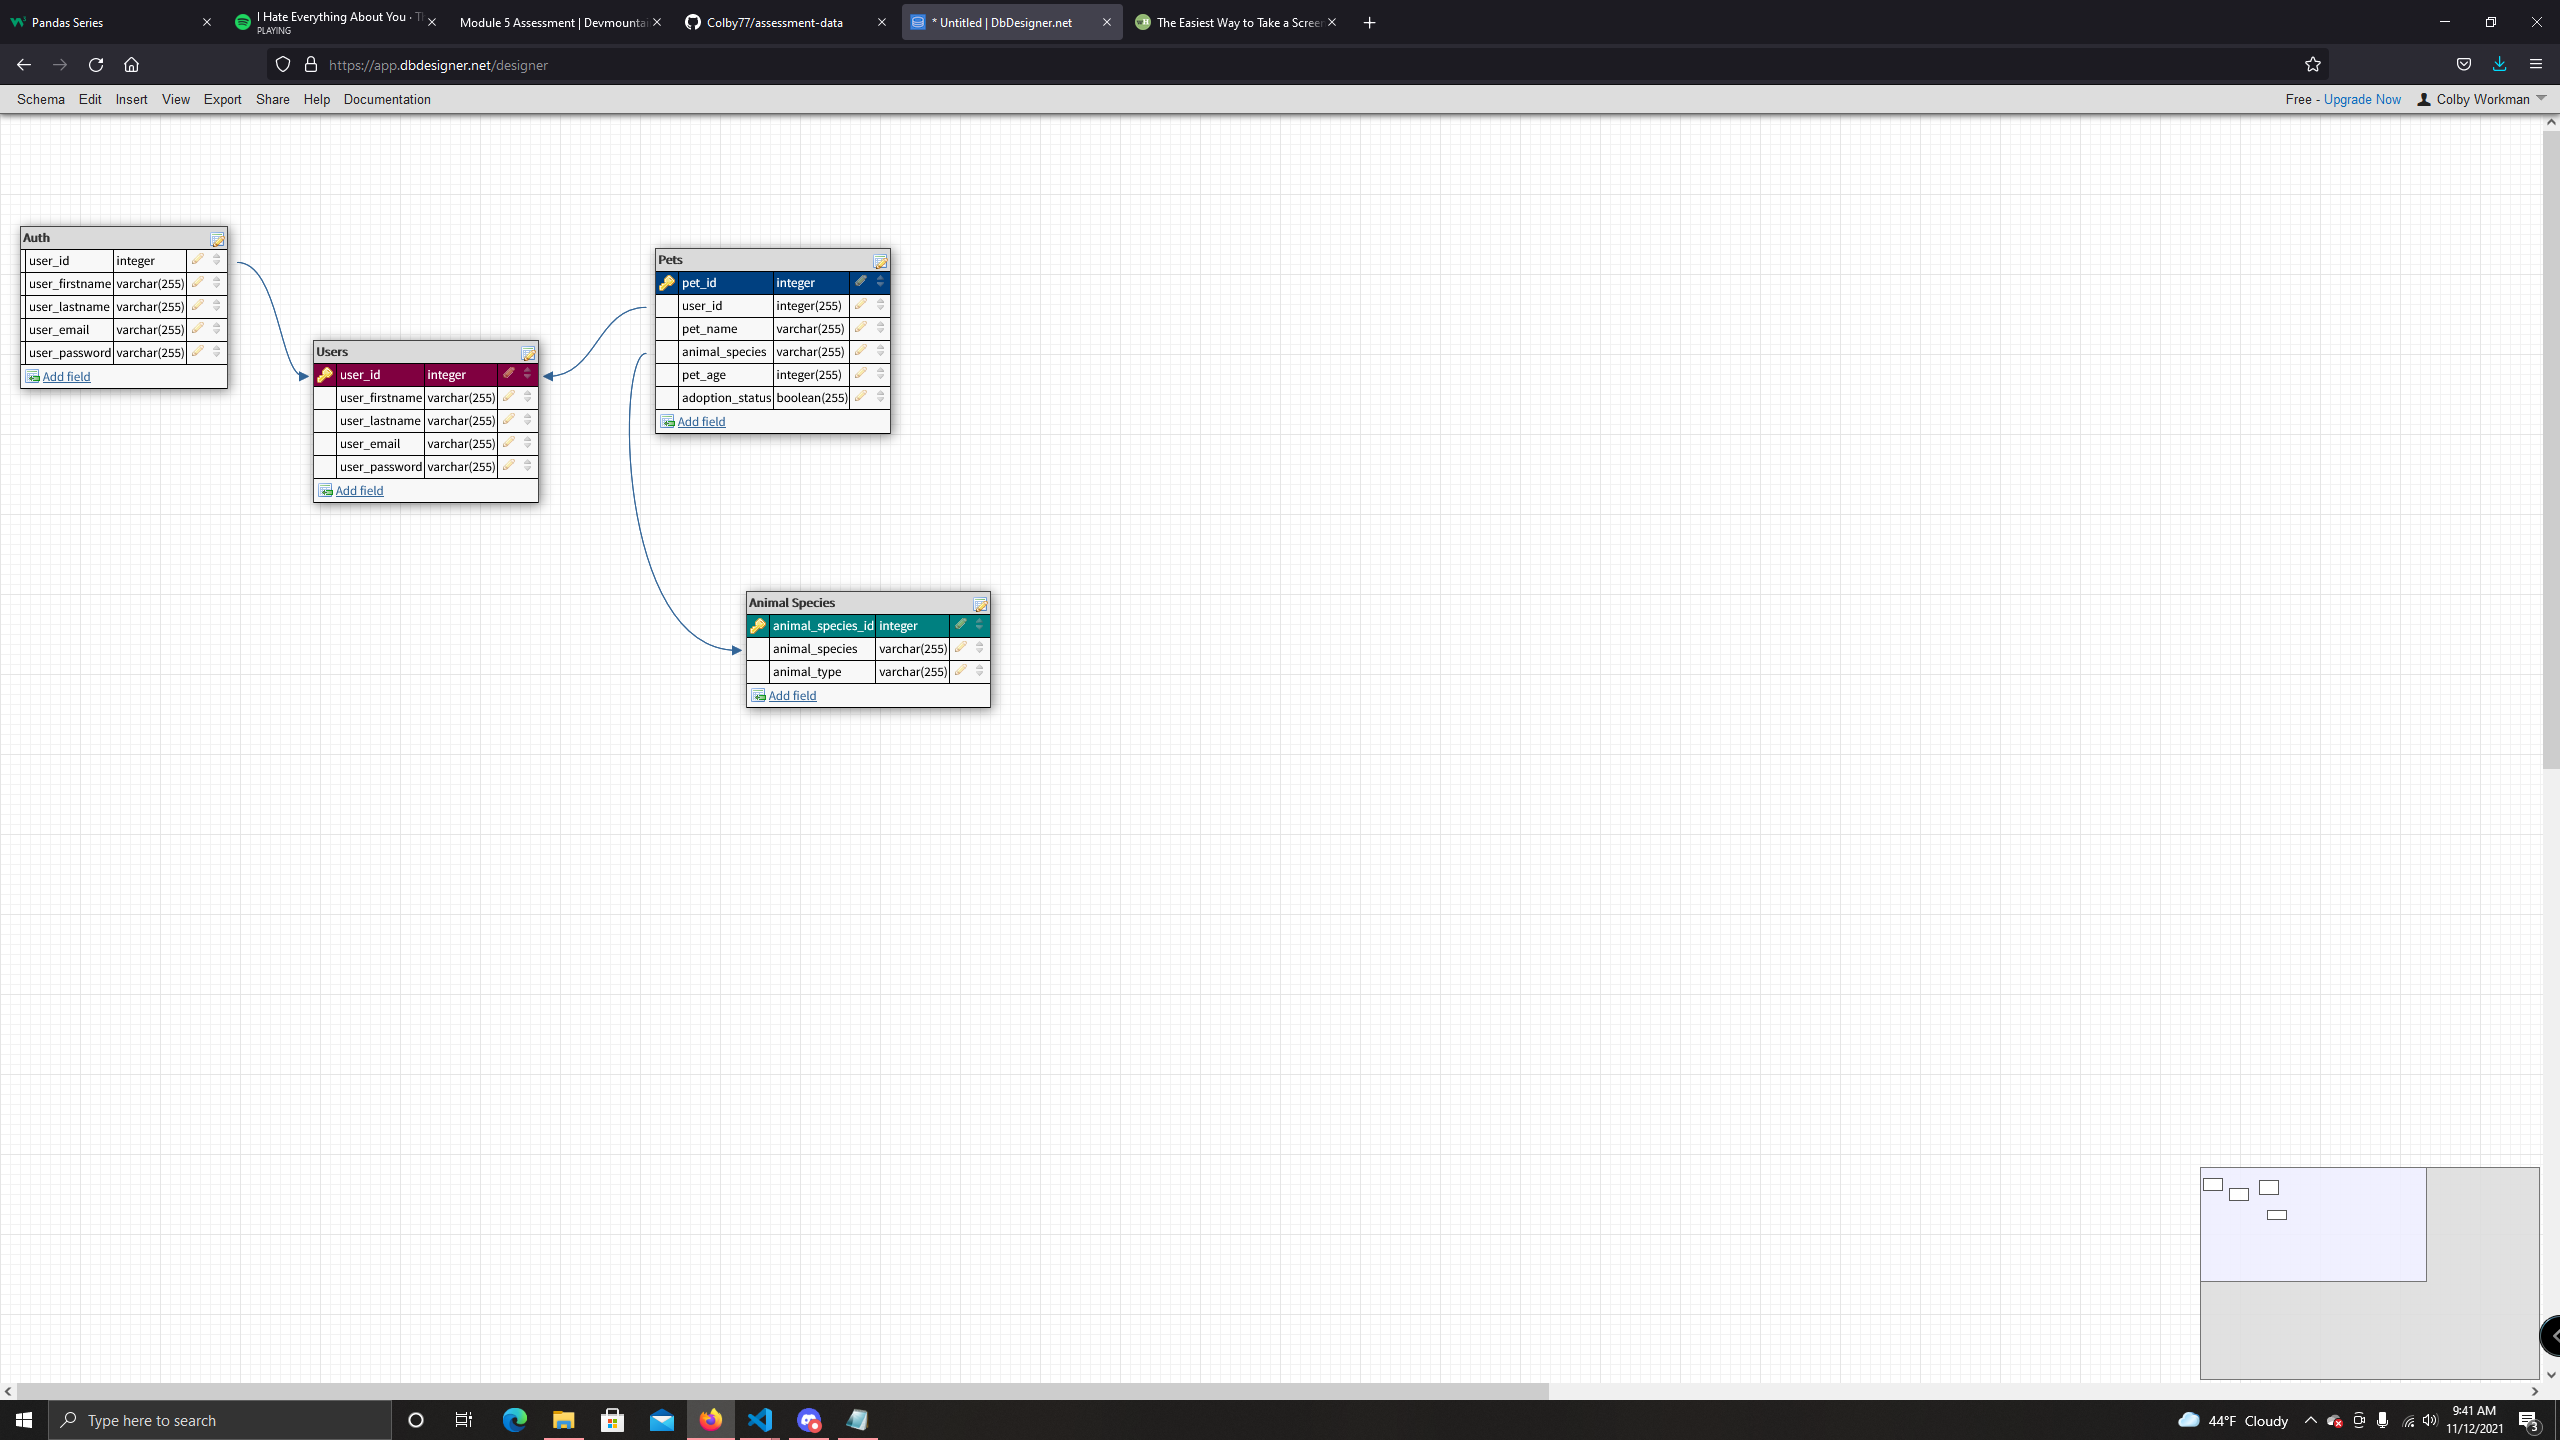 Pandas Series
I Hate Everything About You · T
PLAYING
Module 5 Assessment | Devmountai
Colby77/assessment-data
* Untitled | DbDesigner.net
The Easiest Way to Take a Screen
https://app.dbdesigner.net/designer
Schema Edit Insert View Export Share Help Documentation
Free - Upgrade Now Colby Workman
Auth
user_id integer
user_firstname varchar(255)
user_lastname varchar(255)
user_email varchar(255)
user_password varchar(255)
Add field
Users
user_id integer
user_firstname varchar(255)
user_lastname varchar(255)
user_email varchar(255)
user_password varchar(255)
Add field
Pets
pet_id integer
user_id integer(255)
pet_name varchar(255)
animal_species varchar(255)
pet_age integer(255)
adoption_status boolean(255)
Add field
Animal Species
animal_species_id integer
animal_species varchar(255)
animal_type varchar(255)
Add field
Type here to search
44°F Cloudy
9:41 AM
11/12/2021
3